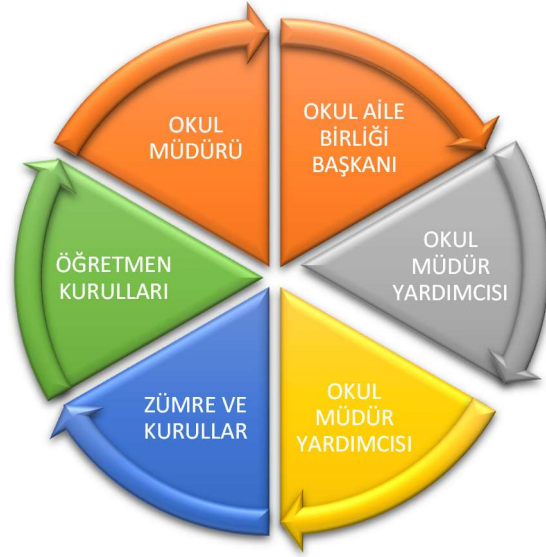 OKUL
MÜDÜRÜ
OKUL AİLE
BİRLİĞİ
BAŞKANI
OKUL
MÜDÜR
YARDIMCISI
OKUL
MÜDÜR
YARDIMCISI
ZÜMRE VE
KURULLAR
ÖĞRETMEN
KURULLARI